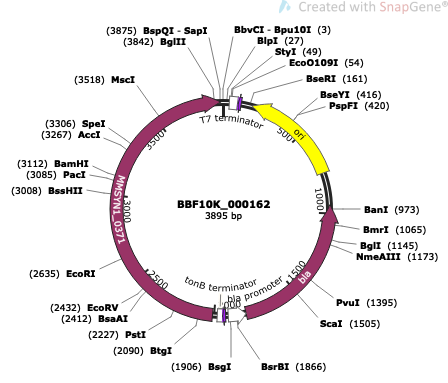 Created with SnapGene®
(3875) BspQI - SapI
(3842) BglII
(3518) MscI
(3306) SpeI
(3267) AccI
(3112) BamHI
(3085) PacI
(3008) BssHII
(2635) EcoRI
(2432) EcoRV
(2412) BsaAI
(2227) PstI
(2090) BtgI
(1906) BsgI
BbvCI - Bpu10I (3)
BlpI (27)
StyI (49)
EcoO109I (54)
BseRI (161)
BseYI (416)
PspFI (420)
BanI (973)
BmrI (1065)
BglI (1145)
NmeAIII (1173)
PvuI (1395)
ScaI (1505)
BsrBI (1866)
T7 terminator
ori
500
1000
1500
2500
3000
3500
MMSYN1_0371
BBF10K_000162
3895 bp
tonB terminator
bla promoter
bla